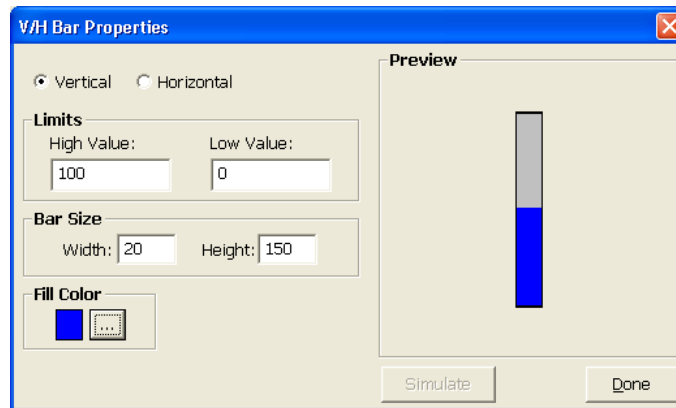 V/H Bar Properties
Vertical Horizontal
Limits
High Value: Low Value:
100 0
Bar Size
Width: 20 Height: 150
Fill Color
...
Preview
Simulate Done